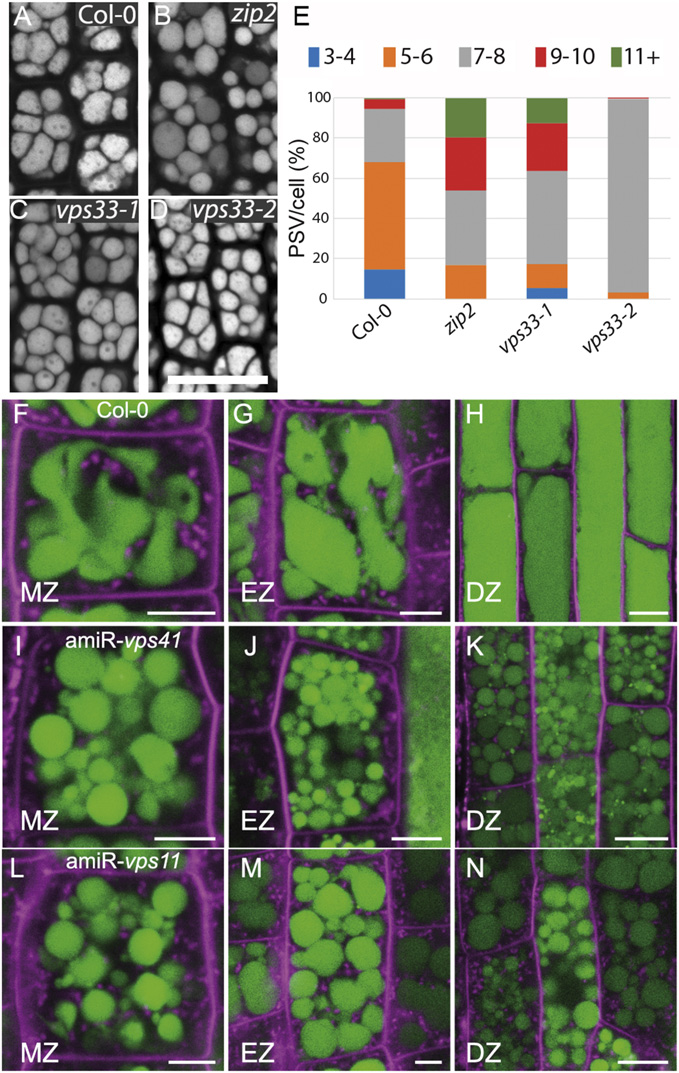 A Col-0
B zip2
C vps33-1
D vps33-2
E
3-4 5-6 7-8 9-10 11+
PSV/cell (%)
100
80
60
40
20
0
Col-0 zip2 vps33-1 vps33-2
F Col-0 MZ
G EZ
H DZ
I amiR-vps41 MZ
J EZ
K DZ
L amiR-vps11 MZ
M EZ
N DZ